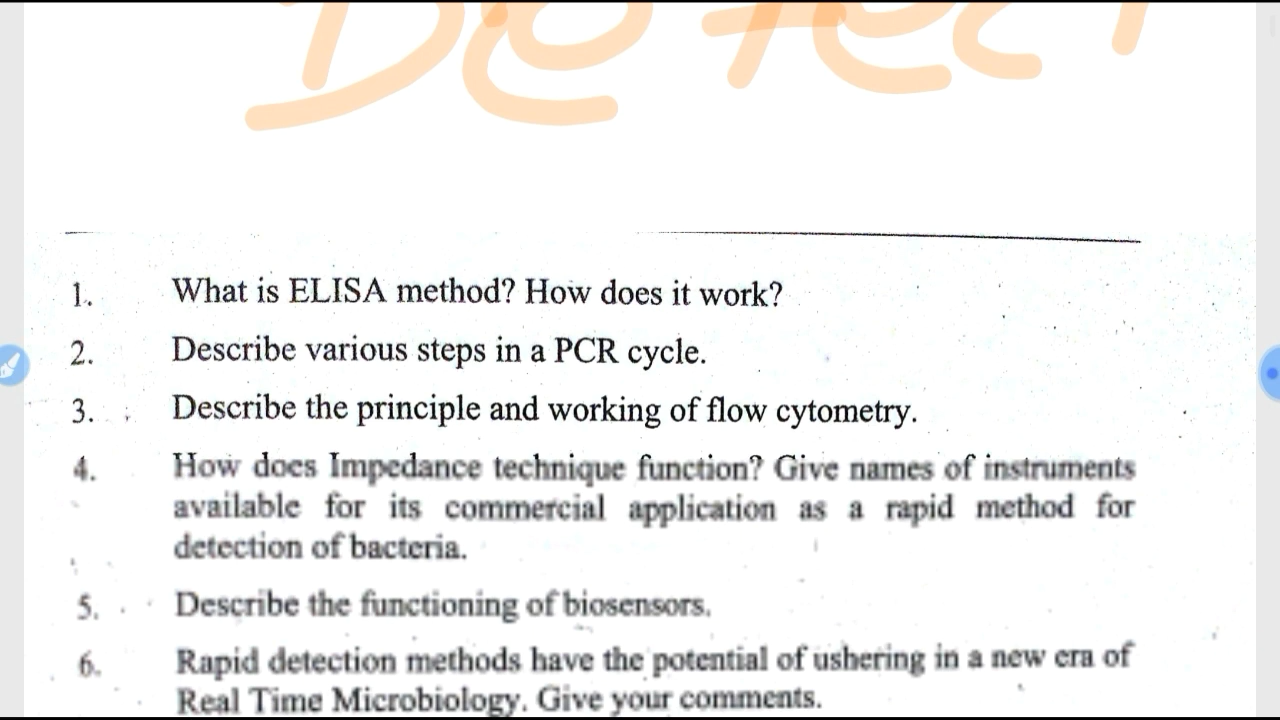 DeTeCT
1. What is ELISA method? How does it work?
2. Describe various steps in a PCR cycle.
3. Describe the principle and working of flow cytometry.
4. How does Impedance technique function? Give names of instruments
available for its commercial application as a rapid method for
detection of bacteria.
5. Describe the functioning of biosensors.
6. Rapid detection methods have the potential of ushering in a new era of
Real Time Microbiology. Give your comments.